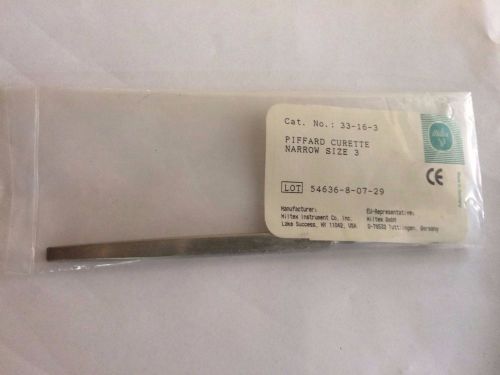 Cat. No.: 33-16-3
PIFFARD CURETTE
NARROW SIZE 3
LOT 54636-8-07-29
Manufacturer:
Miltex Instrument Co, Inc.
Lake Success, NY 11042, USA
EU-Representative:
Miltex GmbH
D-78532 Tuttlingen, Germany
CE